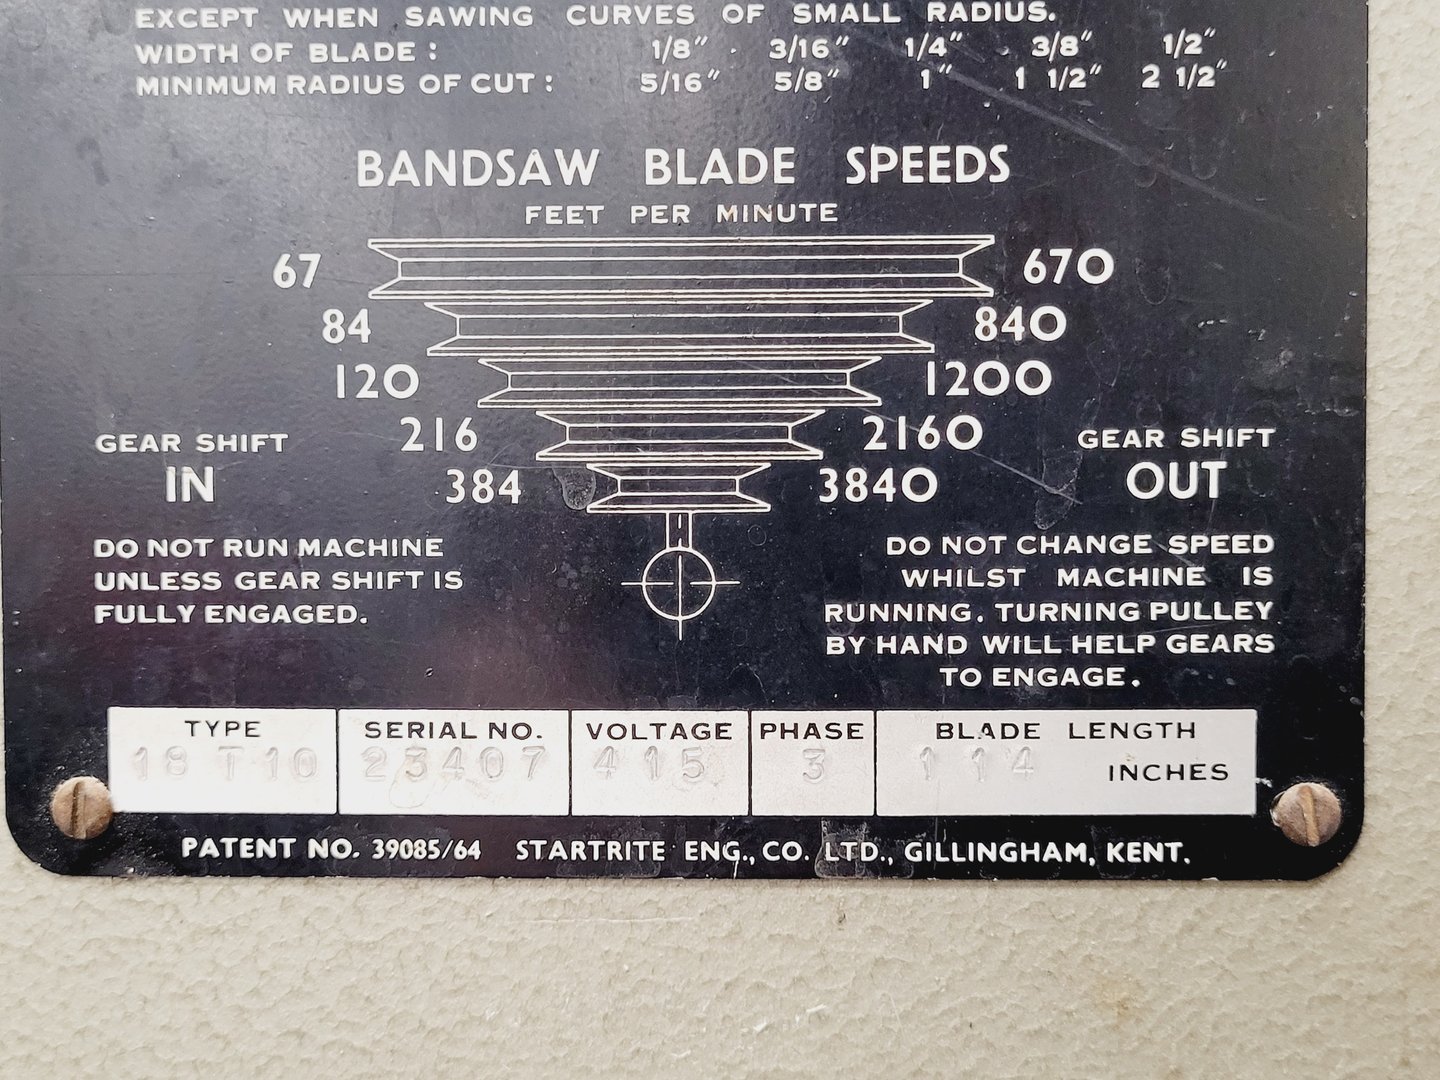 EXCEPT WHEN SAWING CURVES OF SMALL RADIUS.
WIDTH OF BLADE : 1/8" 3/16" 1/4" 3/8" 1/2"
MINIMUM RADIUS OF CUT : 5/16" 5/8" 1" 1 1/2" 2 1/2"
BANDSAW BLADE SPEEDS
FEET PER MINUTE
67 670
84 840
120 1200
216 2160
384 3840
GEAR SHIFT
IN
DO NOT RUN MACHINE
UNLESS GEAR SHIFT IS
FULLY ENGAGED.
GEAR SHIFT
OUT
DO NOT CHANGE SPEED
WHILST MACHINE IS
RUNNING. TURNING PULLEY
BY HAND WILL HELP GEARS
TO ENGAGE.
TYPE SERIAL NO. VOLTAGE PHASE BLADE LENGTH
18 T 10 23407 415 3 114 INCHES
PATENT NO. 39085/64 STARTRITE ENG., CO. LTD., GILLINGHAM, KENT.